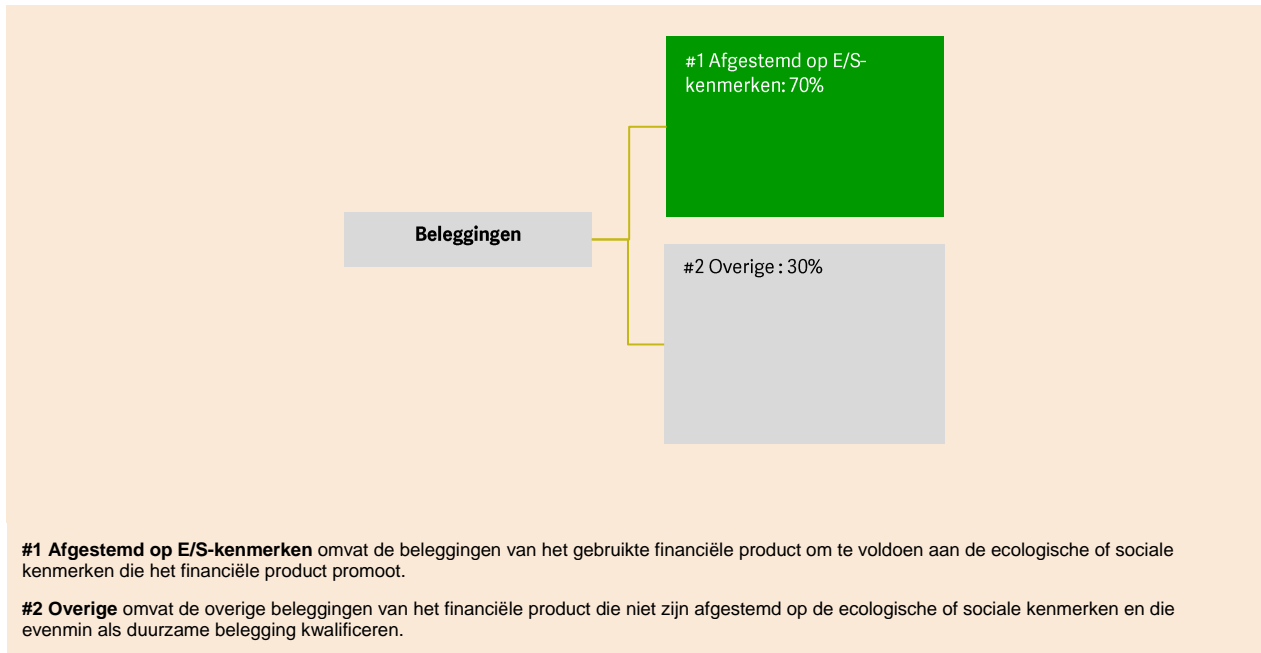 #1 Afgestemd op E/S-
kenmerken: 70%
Beleggingen
#2 Overige : 30%
#1 Afgestemd op E/S-kenmerken omvat de beleggingen van het gebruikte financiële product om te voldoen aan de ecologische of sociale
kenmerken die het financiële product promoot.
#2 Overige omvat de overige beleggingen van het financiële product die niet zijn afgestemd op de ecologische of sociale kenmerken en die
evenmin als duurzame belegging kwalificeren.